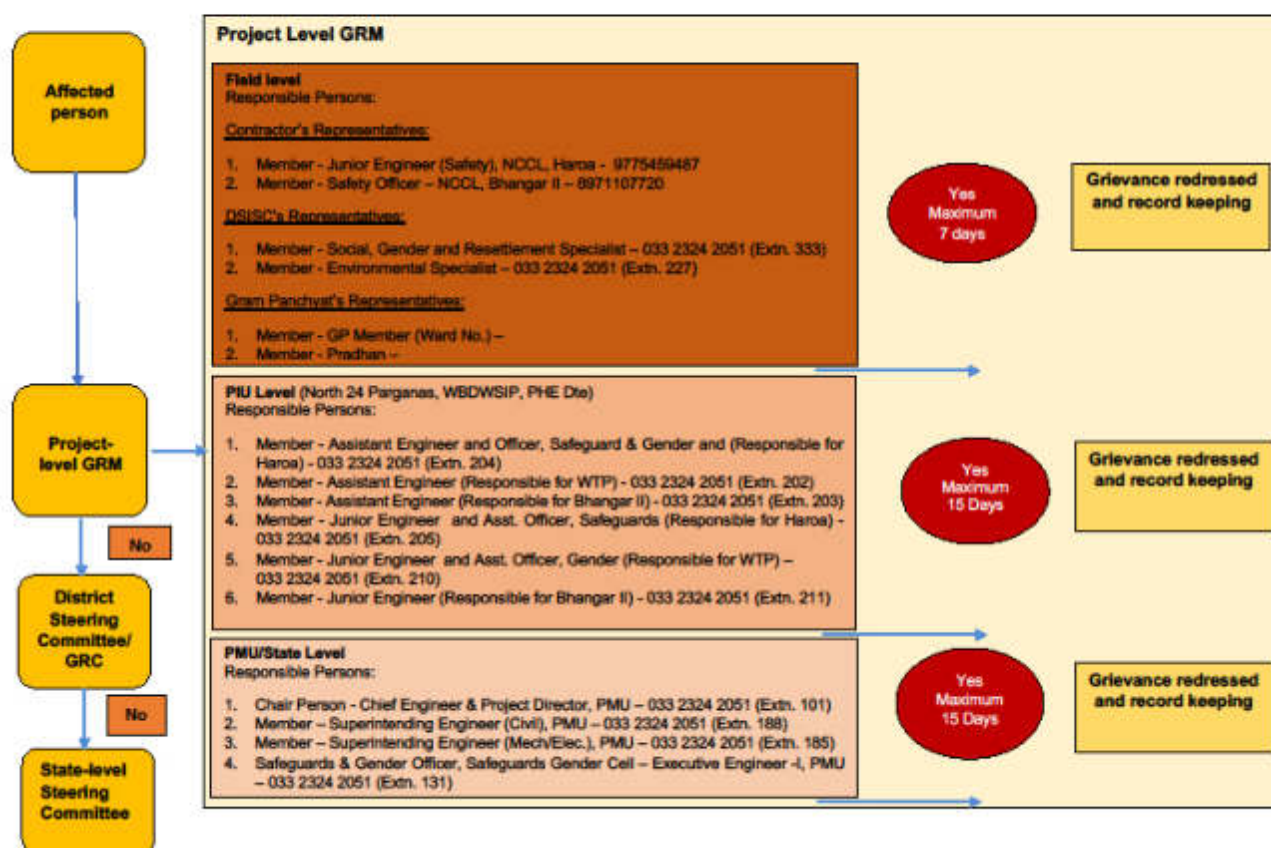 Affected
person
Project-
level GRM
No
District
Steering
Committee/
GRC
No
State-level
Steering
Committee
Project Level GRM
Field level
Responsible Persons:
Contractor's Representatives:
1. Member - Junior Engineer (Safety), NCCL, Haroa - 9775459487
2. Member - Safety Officer – NCCL, Bhangar II – 8971107720
DSISC's Representatives:
1. Member - Social, Gender and Resettlement Specialist – 033 2324 2051 (Extn. 333)
2. Member - Environmental Specialist – 033 2324 2051 (Extn. 227)
Gram Panchyat's Representatives:
1. Member - GP Member (Ward No.) –
2. Member - Pradhan –
Yes
Maximum
7 days
Grievance redressed
and record keeping
PIU Level (North 24 Parganas, WBDWSIP, PHE Dte)
Responsible Persons:
1. Member - Assistant Engineer and Officer, Safeguard & Gender and (Responsible for
Haroa) - 033 2324 2051 (Extn. 204)
2. Member - Assistant Engineer (Responsible for WTP) - 033 2324 2051 (Extn. 202)
3. Member - Assistant Engineer (Responsible for Bhangar II) - 033 2324 2051 (Extn. 203)
4. Member - Junior Engineer and Asst. Officer, Safeguards (Responsible for Haroa) -
033 2324 2051 (Extn. 205)
5. Member - Junior Engineer and Asst. Officer, Gender (Responsible for WTP) –
033 2324 2051 (Extn. 210)
6. Member - Junior Engineer (Responsible for Bhangar II) - 033 2324 2051 (Extn. 211)
Yes
Maximum
15 Days
Grievance redressed
and record keeping
PMU/State Level
Responsible Persons:
1. Chair Person - Chief Engineer & Project Director, PMU – 033 2324 2051 (Extn. 101)
2. Member – Superintending Engineer (Civil), PMU – 033 2324 2051 (Extn. 188)
3. Member – Superintending Engineer (Mech/Elec.), PMU – 033 2324 2051 (Extn. 185)
4. Safeguards & Gender Officer, Safeguards Gender Cell – Executive Engineer -I, PMU
– 033 2324 2051 (Extn. 131)
Yes
Maximum
15 Days
Grievance redressed
and record keeping